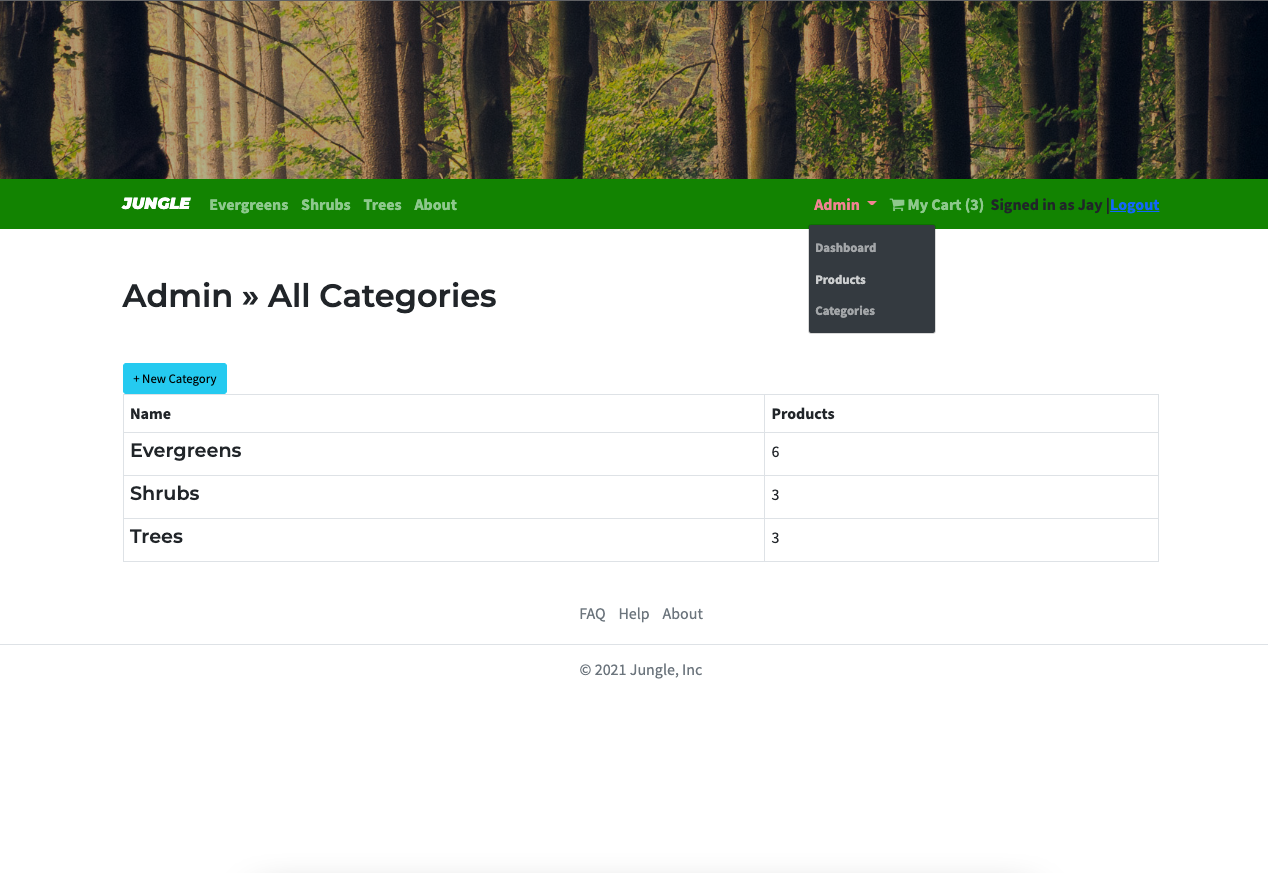 JUNGLE Evergreens Shrubs Trees About Admin My Cart (3) Signed in as Jay |Logout
Dashboard
Products
Categories
Admin » All Categories
+ New Category
Name Products
Evergreens 6
Shrubs 3
Trees 3
FAQ Help About
© 2021 Jungle, Inc